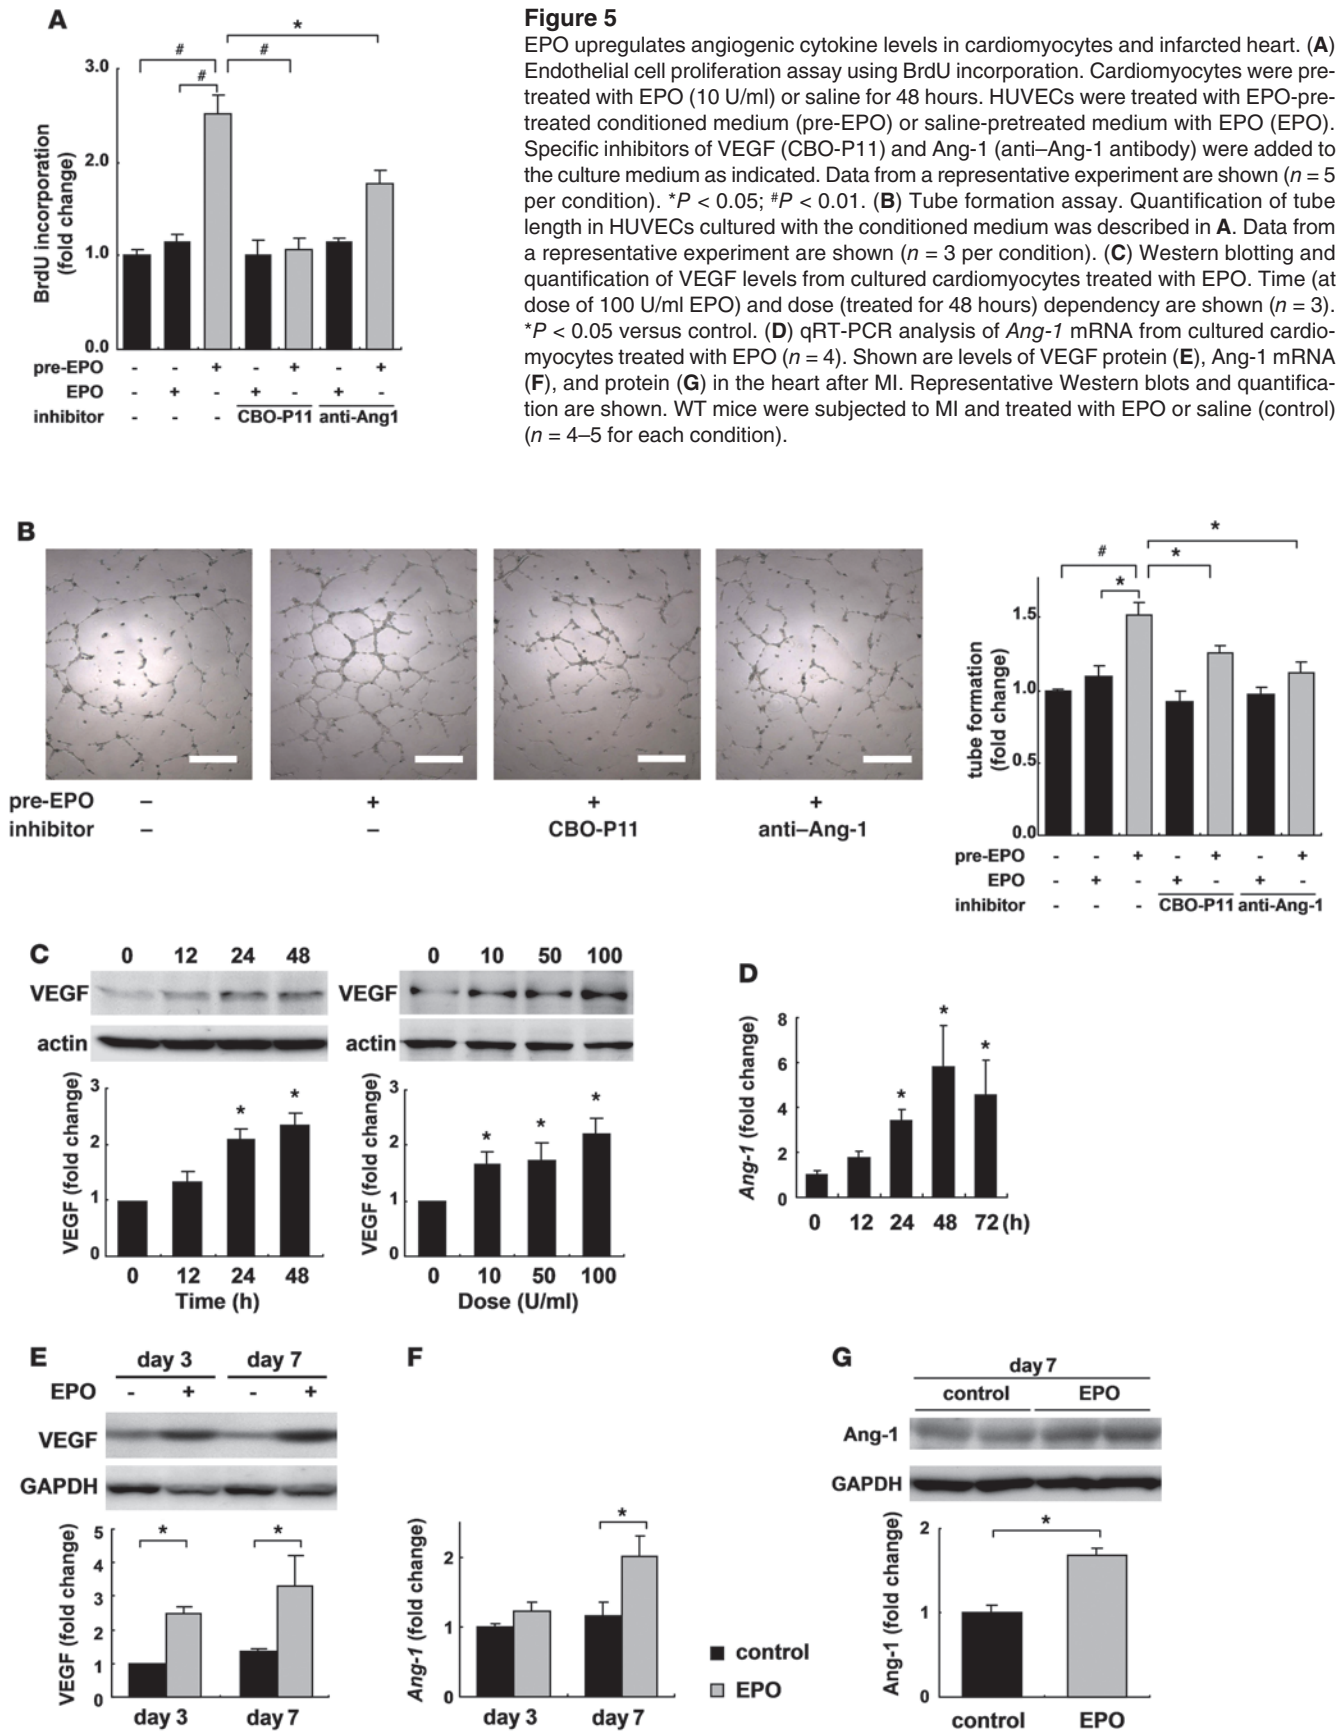 Figure 5
EPO upregulates angiogenic cytokine levels in cardiomyocytes and infarcted heart. (A)
Endothelial cell proliferation assay using BrdU incorporation. Cardiomyocytes were pre-
treated with EPO (10 U/ml) or saline for 48 hours. HUVECs were treated with EPO-pre-
treated conditioned medium (pre-EPO) or saline-pretreated medium with EPO (EPO).
Specific inhibitors of VEGF (CBO-P11) and Ang-1 (anti–Ang-1 antibody) were added to
the culture medium as indicated. Data from a representative experiment are shown (n = 5
per condition). *P < 0.05; #P < 0.01. (B) Tube formation assay. Quantification of tube
length in HUVECs cultured with the conditioned medium was described in A. Data from
a representative experiment are shown (n = 3 per condition). (C) Western blotting and
quantification of VEGF levels from cultured cardiomyocytes treated with EPO. Time (at
dose of 100 U/ml EPO) and dose (treated for 48 hours) dependency are shown (n = 3).
*P < 0.05 versus control. (D) qRT-PCR analysis of Ang-1 mRNA from cultured cardio-
myocytes treated with EPO (n = 4). Shown are levels of VEGF protein (E), Ang-1 mRNA
(F), and protein (G) in the heart after MI. Representative Western blots and quantifica-
tion are shown. WT mice were subjected to MI and treated with EPO or saline (control)
(n = 4–5 for each condition).
A
*
# #
#
BrdU incorporation
(fold change)
3.0
2.0
1.0
0.0
pre-EPO - - + - + - +
EPO - + - + - + -
inhibitor - - - CBO-P11 anti-Ang1
B
pre-EPO – + + +
inhibitor – – CBO-P11 anti–Ang-1
*
# *
*
tube formation
(fold change)
1.5
1.0
0.5
0.0
pre-EPO - - + - + - +
EPO - + - + - + -
inhibitor - - - CBO-P11 anti-Ang-1
C
0 12 24 48
VEGF
actin
VEGF (fold change)
3
2
1
0
* *
0 12 24 48
Time (h)
0 10 50 100
VEGF
actin
VEGF (fold change)
3
2
1
0
* * *
0 10 50 100
Dose (U/ml)
D
Ang-1 (fold change)
8
6
4
2
0
* * *
0 12 24 48 72 (h)
E
day 3 day 7
EPO - + - +
VEGF
GAPDH
VEGF (fold change)
5
4
3
2
1
0
* *
day 3 day 7
F
Ang-1 (fold change)
2
1
0
*
day 3 day 7
control
EPO
G
day 7
control EPO
Ang-1
GAPDH
Ang-1 (fold change)
2
1
0
*
control EPO